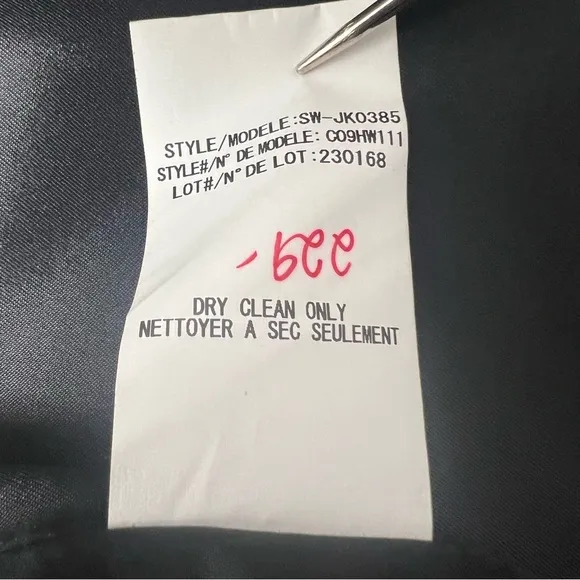 STYLE/MODELE:SW-JK0385
STYLE#/N° DE MODELE: C09HW111
LOT#/N° DE LOT:230168
DRY CLEAN ONLY
NETTOYER A SEC SEULEMENT